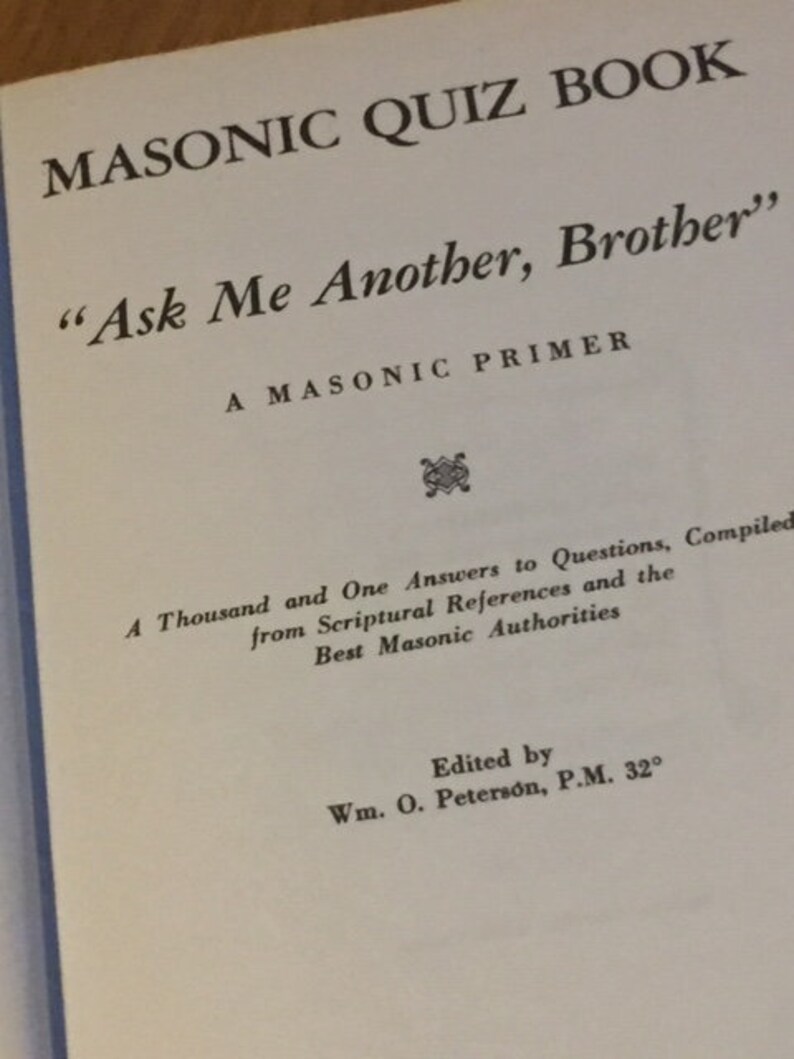 MASONIC QUIZ BOOK
"Ask Me Another, Brother"
A MASONIC PRIMER
A Thousand and One Answers to Questions, Compiled
from Scriptural References and the
Best Masonic Authorities
Edited by
Wm. O. Peterson, P.M. 32°